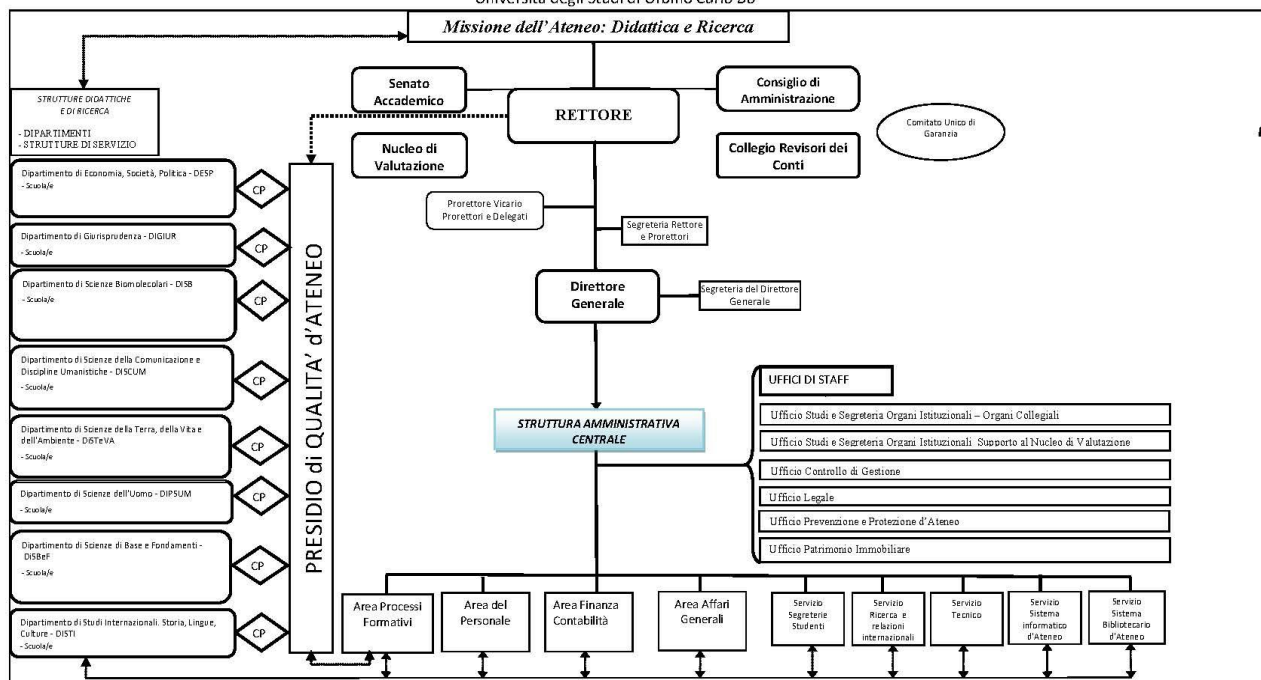 Università degli Studi di Urbino Carlo Bo
Missione dell'Ateneo: Didattica e Ricerca
Senato
Accademico
Consiglio di
Amministrazione
RETTORE
Comitato Unico di
Garanzia
Nucleo di
Valutazione
Collegio Revisori dei
Conti
STRUTTURE DIDATTICHE
E DI RICERCA
- DIPARTIMENTI
- STRUTTURE DI SERVIZIO
Dipartimento di Economia, Società, Politica - DESP
- Scuola/e
CP
Dipartimento di Giurisprudenza - DIGIUR
- Scuola/e
CP
Dipartimento di Scienze Biomolecolari - DISB
- Scuola/e
CP
Dipartimento di Scienze della Comunicazione e
Discipline Umanistiche - DISCUM
- Scuola/e
CP
Dipartimento di Scienze della Terra, della Vita e
dell'Ambiente - DiSTeVA
- Scuola/e
CP
Dipartimento di Scienze dell'Uomo - DIPSUM
- Scuola/e
CP
Dipartimento di Scienze di Base e Fondamenti -
DiSBeF
- Scuola/e
CP
Dipartimento di Studi Internazionali. Storia, Lingue,
Culture - DISTI
- Scuola/e
CP
PRESIDIO di QUALITA' d'ATENEO
Prorettore Vicario
Prorettori e Delegati
Segreteria Rettore
e Prorettori
Direttore
Generale
Segreteria del Direttore
Generale
STRUTTURA AMMINISTRATIVA
CENTRALE
UFFICI DI STAFF
Ufficio Studi e Segreteria Organi Istituzionali – Organi Collegiali
Ufficio Studi e Segreteria Organi Istituzionali Supporto al Nucleo di Valutazione
Ufficio Controllo di Gestione
Ufficio Legale
Ufficio Prevenzione e Protezione d'Ateneo
Ufficio Patrimonio Immobiliare
Area Processi
Formativi
Area del
Personale
Area Finanza
Contabilità
Area Affari
Generali
Servizio
Segreterie
Studenti
Servizio
Ricerca e
relazioni
internazionali
Servizio
Tecnico
Servizio
Sistema
informatico
d'Ateneo
Servizio
Sistema
Bibliotecario
d'Ateneo